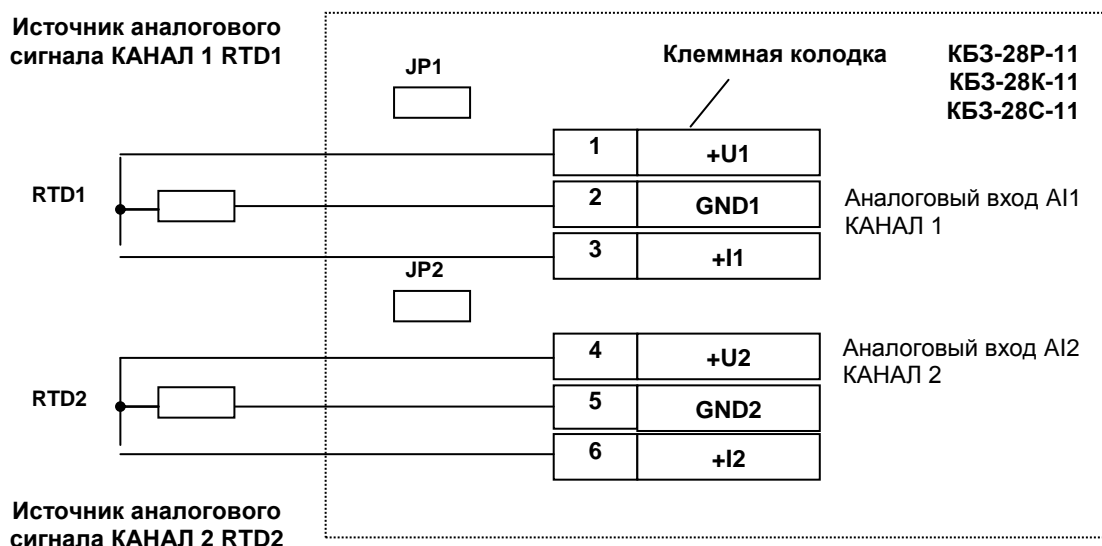 Источник аналогового
сигнала КАНАЛ 1 RTD1
JP1
Клеммная колодка
КБЗ-28Р-11
КБЗ-28К-11
КБЗ-28С-11
1
+U1
RTD1
2
GND1
Аналоговый вход AI1
КАНАЛ 1
3
+I1
JP2
4
+U2
Аналоговый вход AI2
КАНАЛ 2
RTD2
5
GND2
6
+I2
Источник аналогового
сигнала КАНАЛ 2 RTD2